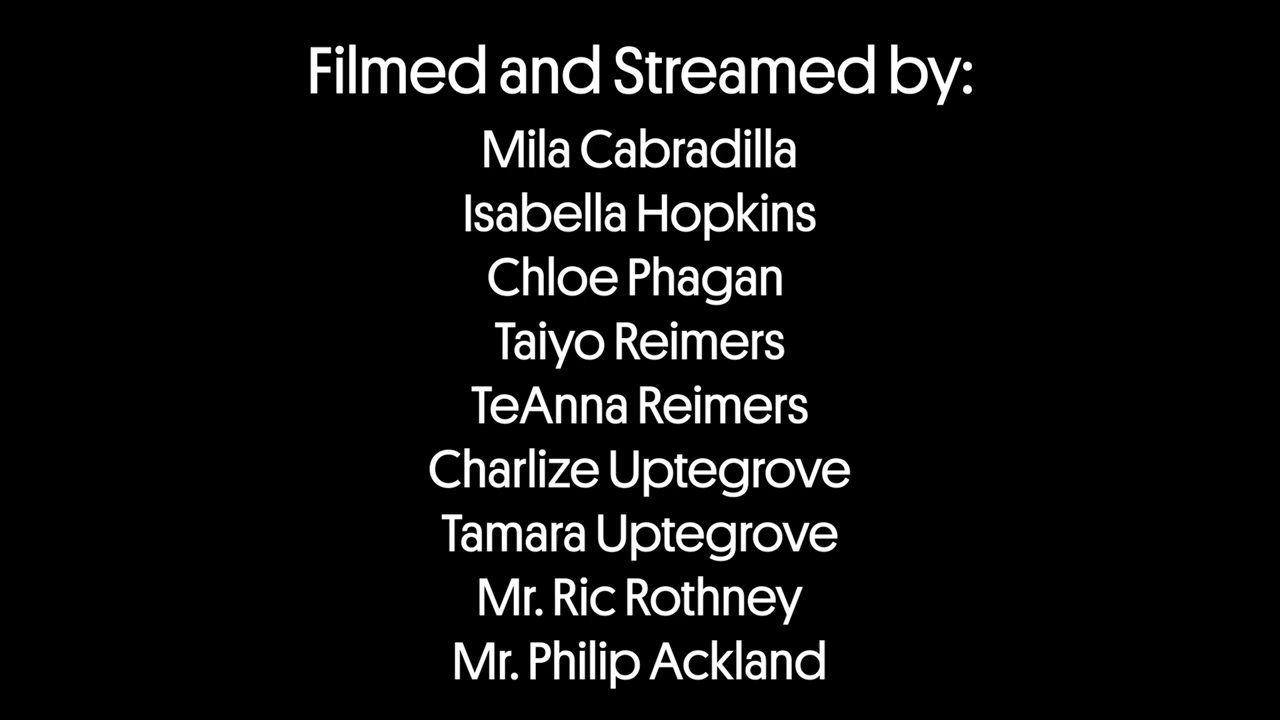 Filmed and Streamed by:
Mila Cabradilla
Isabella Hopkins
Chloe Phagan
Taiyo Reimers
TeAnna Reimers
Charlize Uptegrove
Tamara Uptegrove
Mr. Ric Rothney
Mr. Philip Ackland